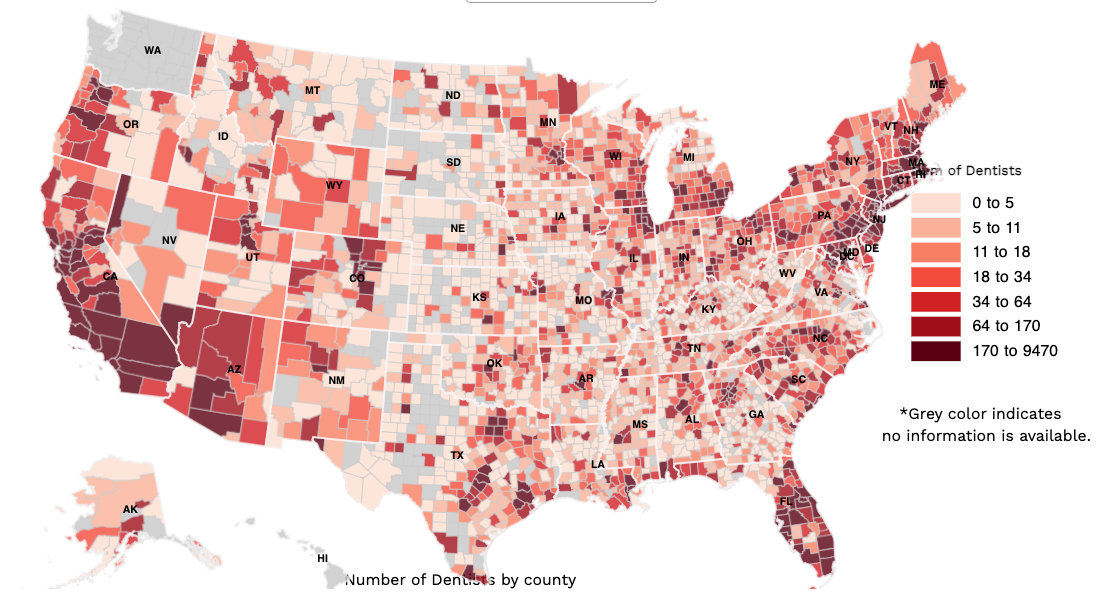 WA
ME
MT
ND
MN
OR
VT
NH
ID
WI
MI
NY
MA
SD
RI
m of Dentists
CT
WY
0 to 5
IA
PA
NJ
5 to 11
NE
NV
OH
DE
MD
DC
11 to 18
UT
IL
IN
CA
CO
WV
18 to 34
VA
KS
MO
34 to 64
KY
64 to 170
NC
TN
170 to 9470
OK
AZ
NM
AR
SC
*Grey color indicates
no information is available.
GA
AL
MS
TX
LA
FL
AK
HI
Number of Dentists by county